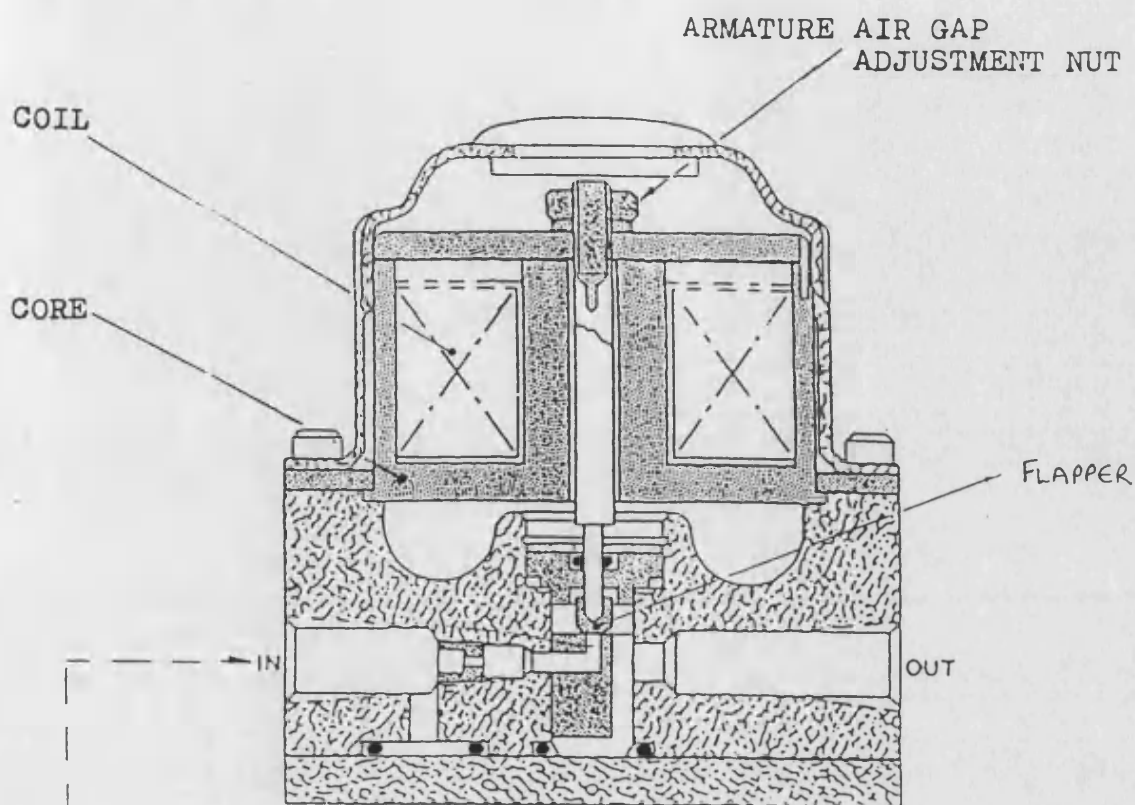 ARMATURE AIR GAP
ADJUSTMENT NUT
COIL
CORE
FLAPPER
IN
OUT